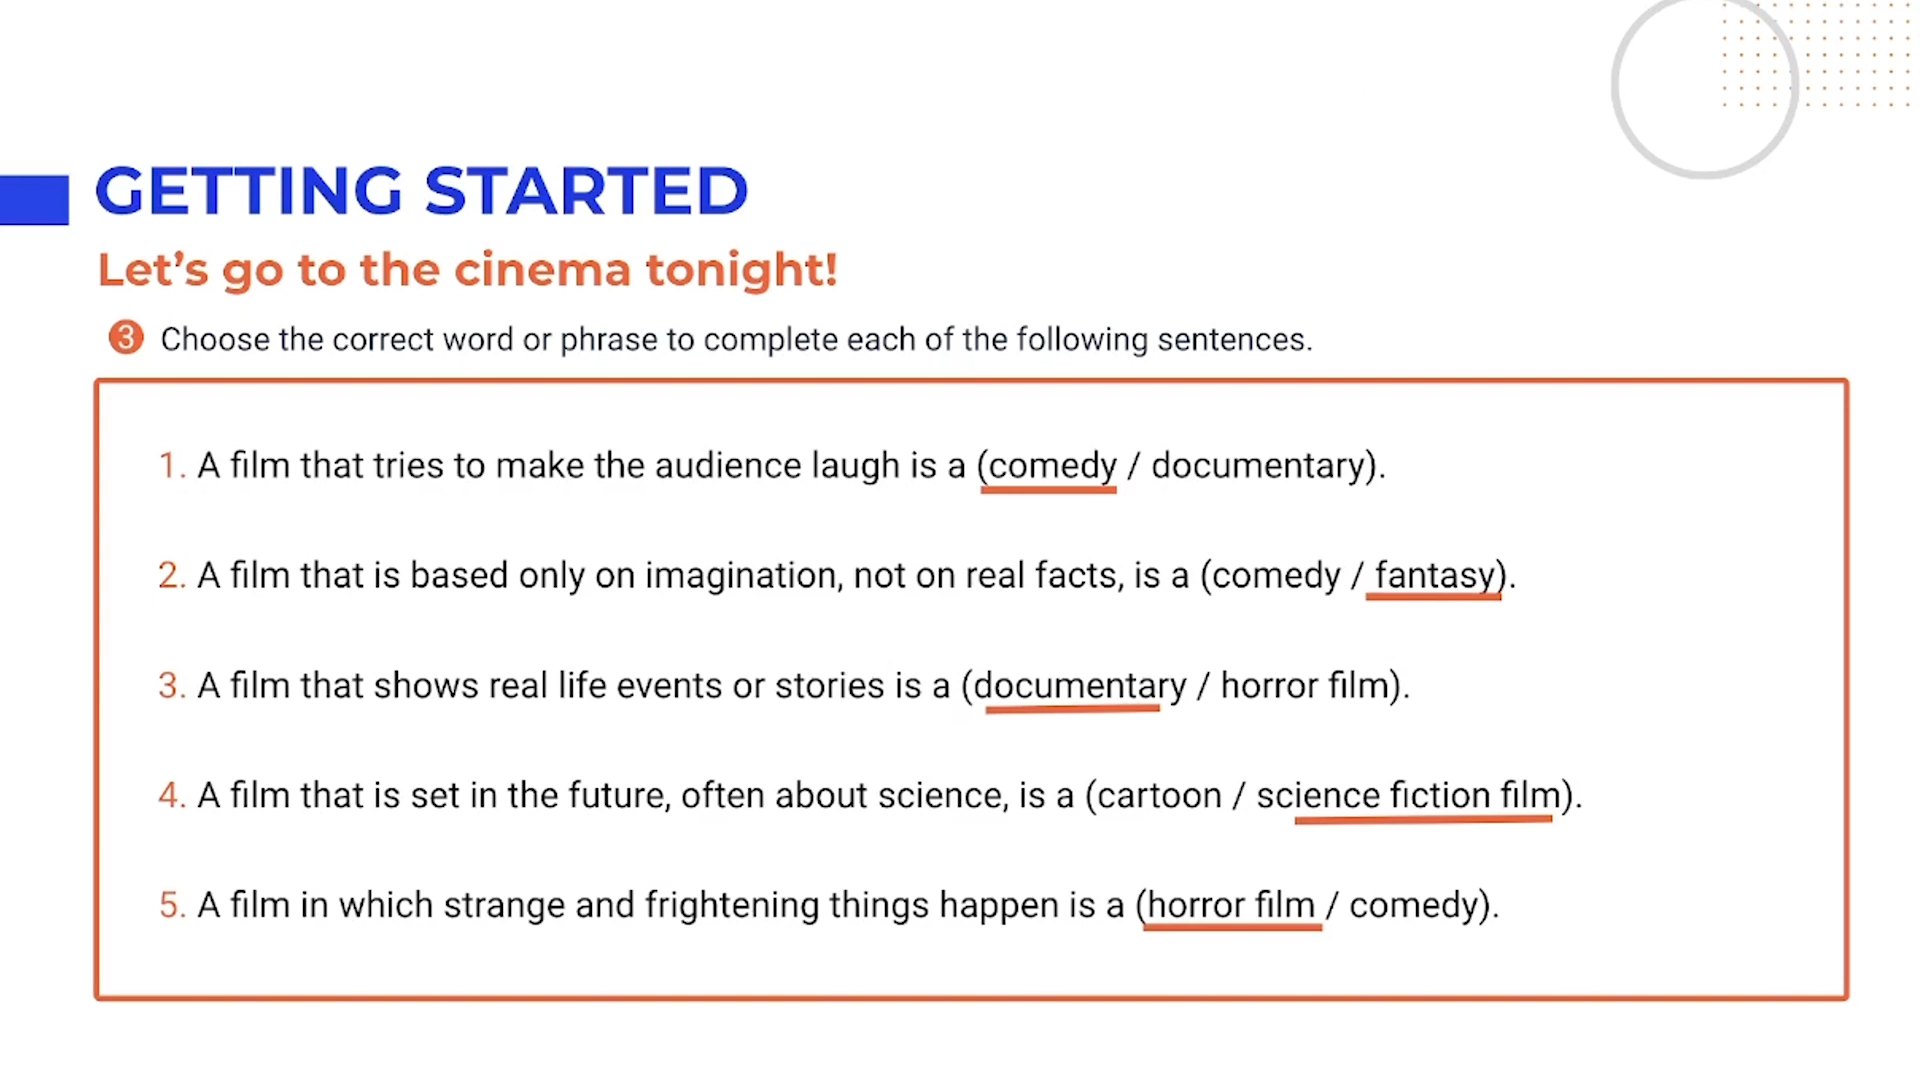 GETTING STARTED
Let's go to the cinema tonight!
3 Choose the correct word or phrase to complete each of the following sentences.
1. A film that tries to make the audience laugh is a (comedy / documentary).
2. A film that is based only on imagination, not on real facts, is a (comedy / fantasy).
3. A film that shows real life events or stories is a (documentary / horror film).
4. A film that is set in the future, often about science, is a (cartoon / science fiction film).
5. A film in which strange and frightening things happen is a (horror film / comedy).